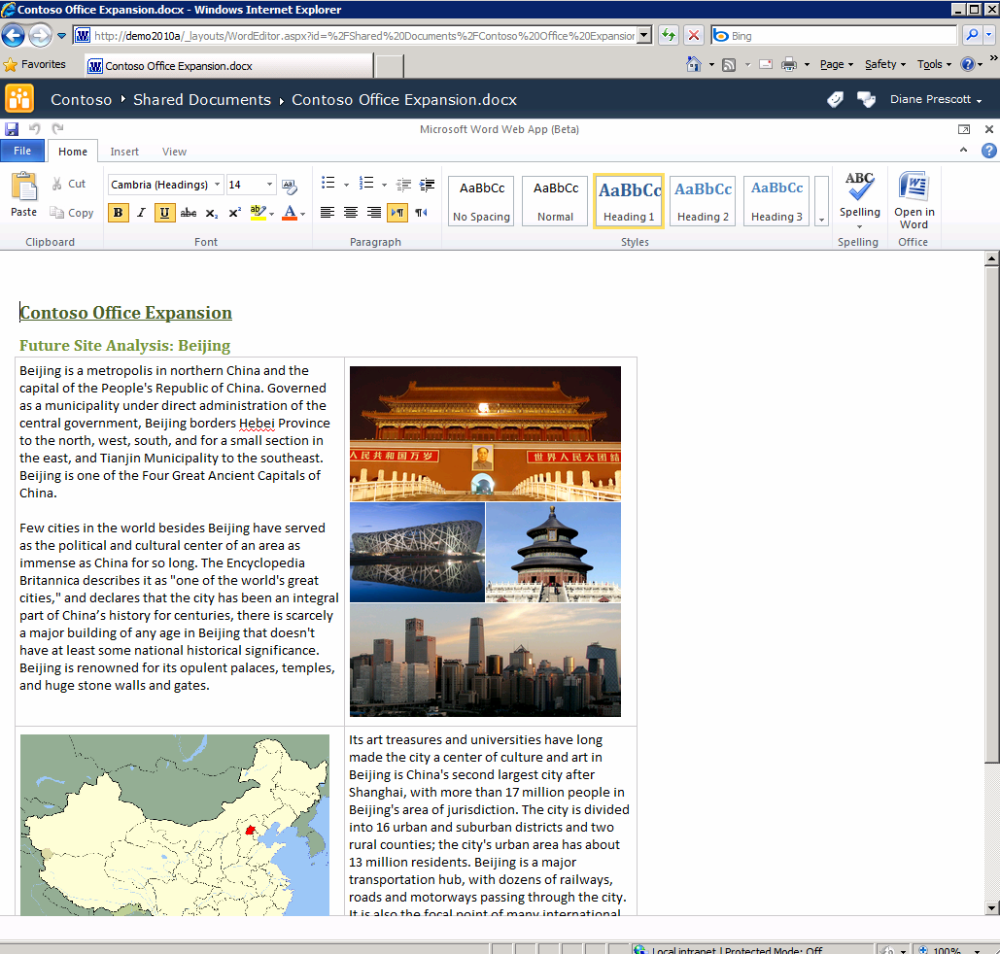 Contoso Office Expansion.docx - Windows Internet Explorer
http://demo2010a/_layouts/WordEditor.aspx?id=%2FShared%20Documents%2FContoso%20Office%20Expansion
Bing
Favorites
Contoso Office Expansion.docx
Page
Safety
Tools
Contoso
Shared Documents
Contoso Office Expansion.docx
Diane Prescott
Microsoft Word Web App (Beta)
File
Home
Insert
View
Paste
Cut
Copy
Clipboard
Cambria (Headings)
14
B I U abc x₂ x² ab A
Font
Paragraph
AaBbCc
No Spacing
AaBbCc
Normal
AaBbCc
Heading 1
AaBbCc
Heading 2
AaBbCc
Heading 3
Styles
ABC
Spelling
Spelling
Open in
Word
Office
Contoso Office Expansion
Future Site Analysis: Beijing
Beijing is a metropolis in northern China and the
capital of the People's Republic of China. Governed
as a municipality under direct administration of the
central government, Beijing borders Hebei Province
to the north, west, south, and for a small section in
the east, and Tianjin Municipality to the southeast.
Beijing is one of the Four Great Ancient Capitals of
China.
Few cities in the world besides Beijing have served
as the political and cultural center of an area as
immense as China for so long. The Encyclopedia
Britannica describes it as "one of the world's great
cities," and declares that the city has been an integral
part of China’s history for centuries, there is scarcely
a major building of any age in Beijing that doesn't
have at least some national historical significance.
Beijing is renowned for its opulent palaces, temples,
and huge stone walls and gates.
人民共和国万岁
世界人民大团结
Its art treasures and universities have long
made the city a center of culture and art in
Beijing is China's second largest city after
Shanghai, with more than 17 million people in
Beijing's area of jurisdiction. The city is divided
into 16 urban and suburban districts and two
rural counties; the city's urban area has about
13 million residents. Beijing is a major
transportation hub, with dozens of railways,
roads and motorways passing through the city.
It is also the focal point of many international
Local intranet | Protected Mode: Off
100%